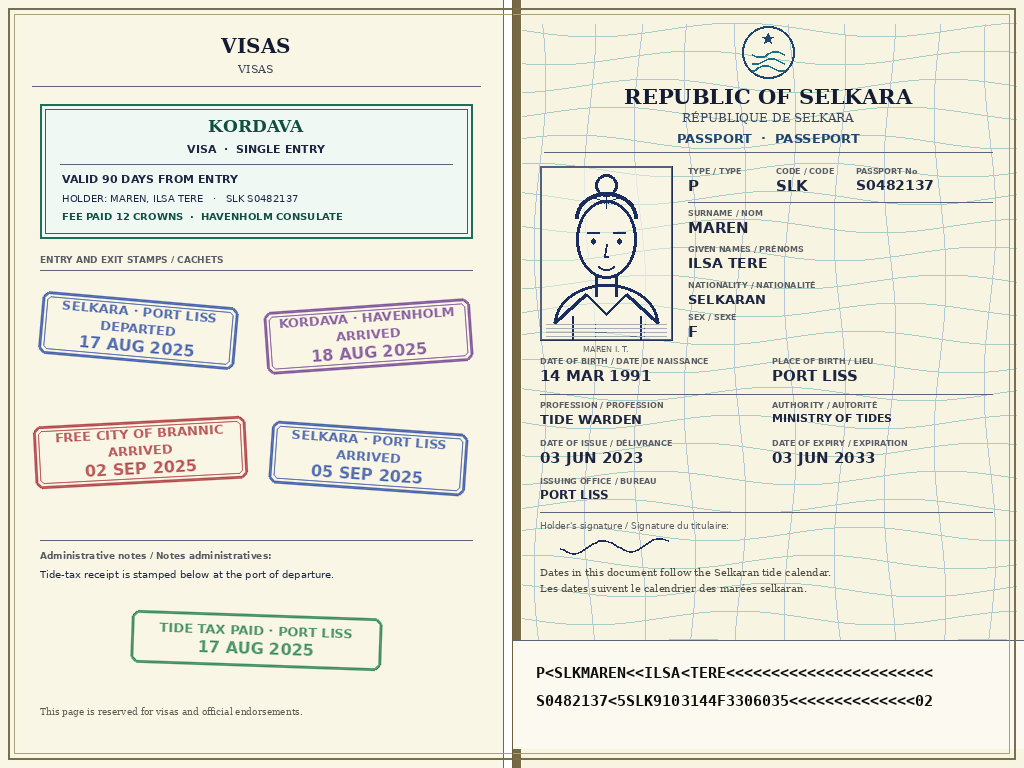 VISAS
VISAS
KORDAVA
VISA · SINGLE ENTRY
VALID 90 DAYS FROM ENTRY
HOLDER: MAREN, ILSA TERE · SLK S0482137
FEE PAID 12 CROWNS · HAVENHOLM CONSULATE
ENTRY AND EXIT STAMPS / CACHETS
SELKARA · PORT LISS
DEPARTED
17 AUG 2025
KORDAVA · HAVENHOLM
ARRIVED
18 AUG 2025
FREE CITY OF BRANNIC
ARRIVED
02 SEP 2025
SELKARA · PORT LISS
ARRIVED
05 SEP 2025
Administrative notes / Notes administratives:
Tide-tax receipt is stamped below at the port of departure.
TIDE TAX PAID · PORT LISS
17 AUG 2025
This page is reserved for visas and official endorsements.
REPUBLIC OF SELKARA
RÉPUBLIQUE DE SELKARA
PASSPORT · PASSEPORT
TYPE / TYPE CODE / CODE PASSPORT No
P SLK S0482137
SURNAME / NOM
MAREN
GIVEN NAMES / PRÉNOMS
ILSA TERE
NATIONALITY / NATIONALITÉ
SELKARAN
SEX / SEXE
F
MAREN I. T.
DATE OF BIRTH / DATE DE NAISSANCE PLACE OF BIRTH / LIEU
14 MAR 1991 PORT LISS
PROFESSION / PROFESSION AUTHORITY / AUTORITÉ
TIDE WARDEN MINISTRY OF TIDES
DATE OF ISSUE / DÉLIVRANCE DATE OF EXPIRY / EXPIRATION
03 JUN 2023 03 JUN 2033
ISSUING OFFICE / BUREAU
PORT LISS
Holder's signature / Signature du titulaire:
Dates in this document follow the Selkaran tide calendar.
Les dates suivent le calendrier des marées selkaran.
P<SLKMAREN<<ILSA<TERE<<<<<<<<<<<<<<<<<<<<<<<
S0482137<5SLK9103144F3306035<<<<<<<<<<<<<<02